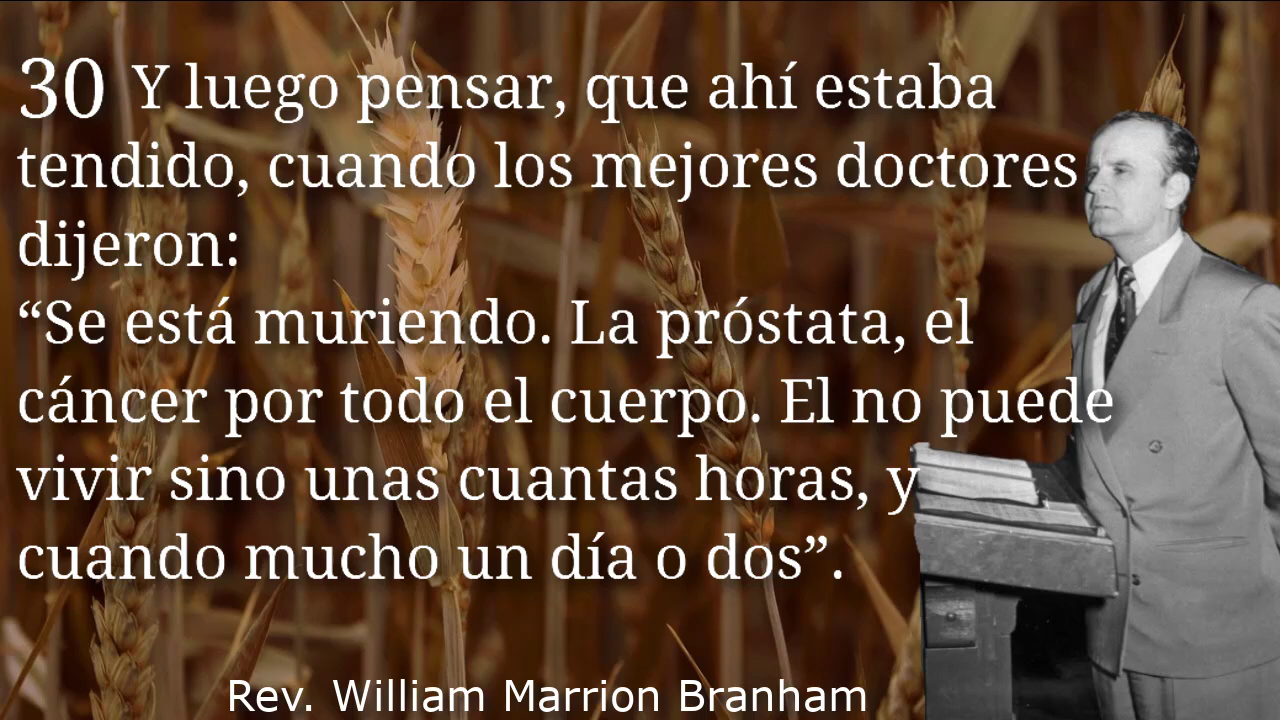 30 Y luego pensar, que ahí estaba
tendido, cuando los mejores doctores
dijeron:
“Se está muriendo. La próstata, el
cáncer por todo el cuerpo. El no puede
vivir sino unas cuantas horas, y
cuando mucho un día o dos”.
Rev. William Marrion Branham